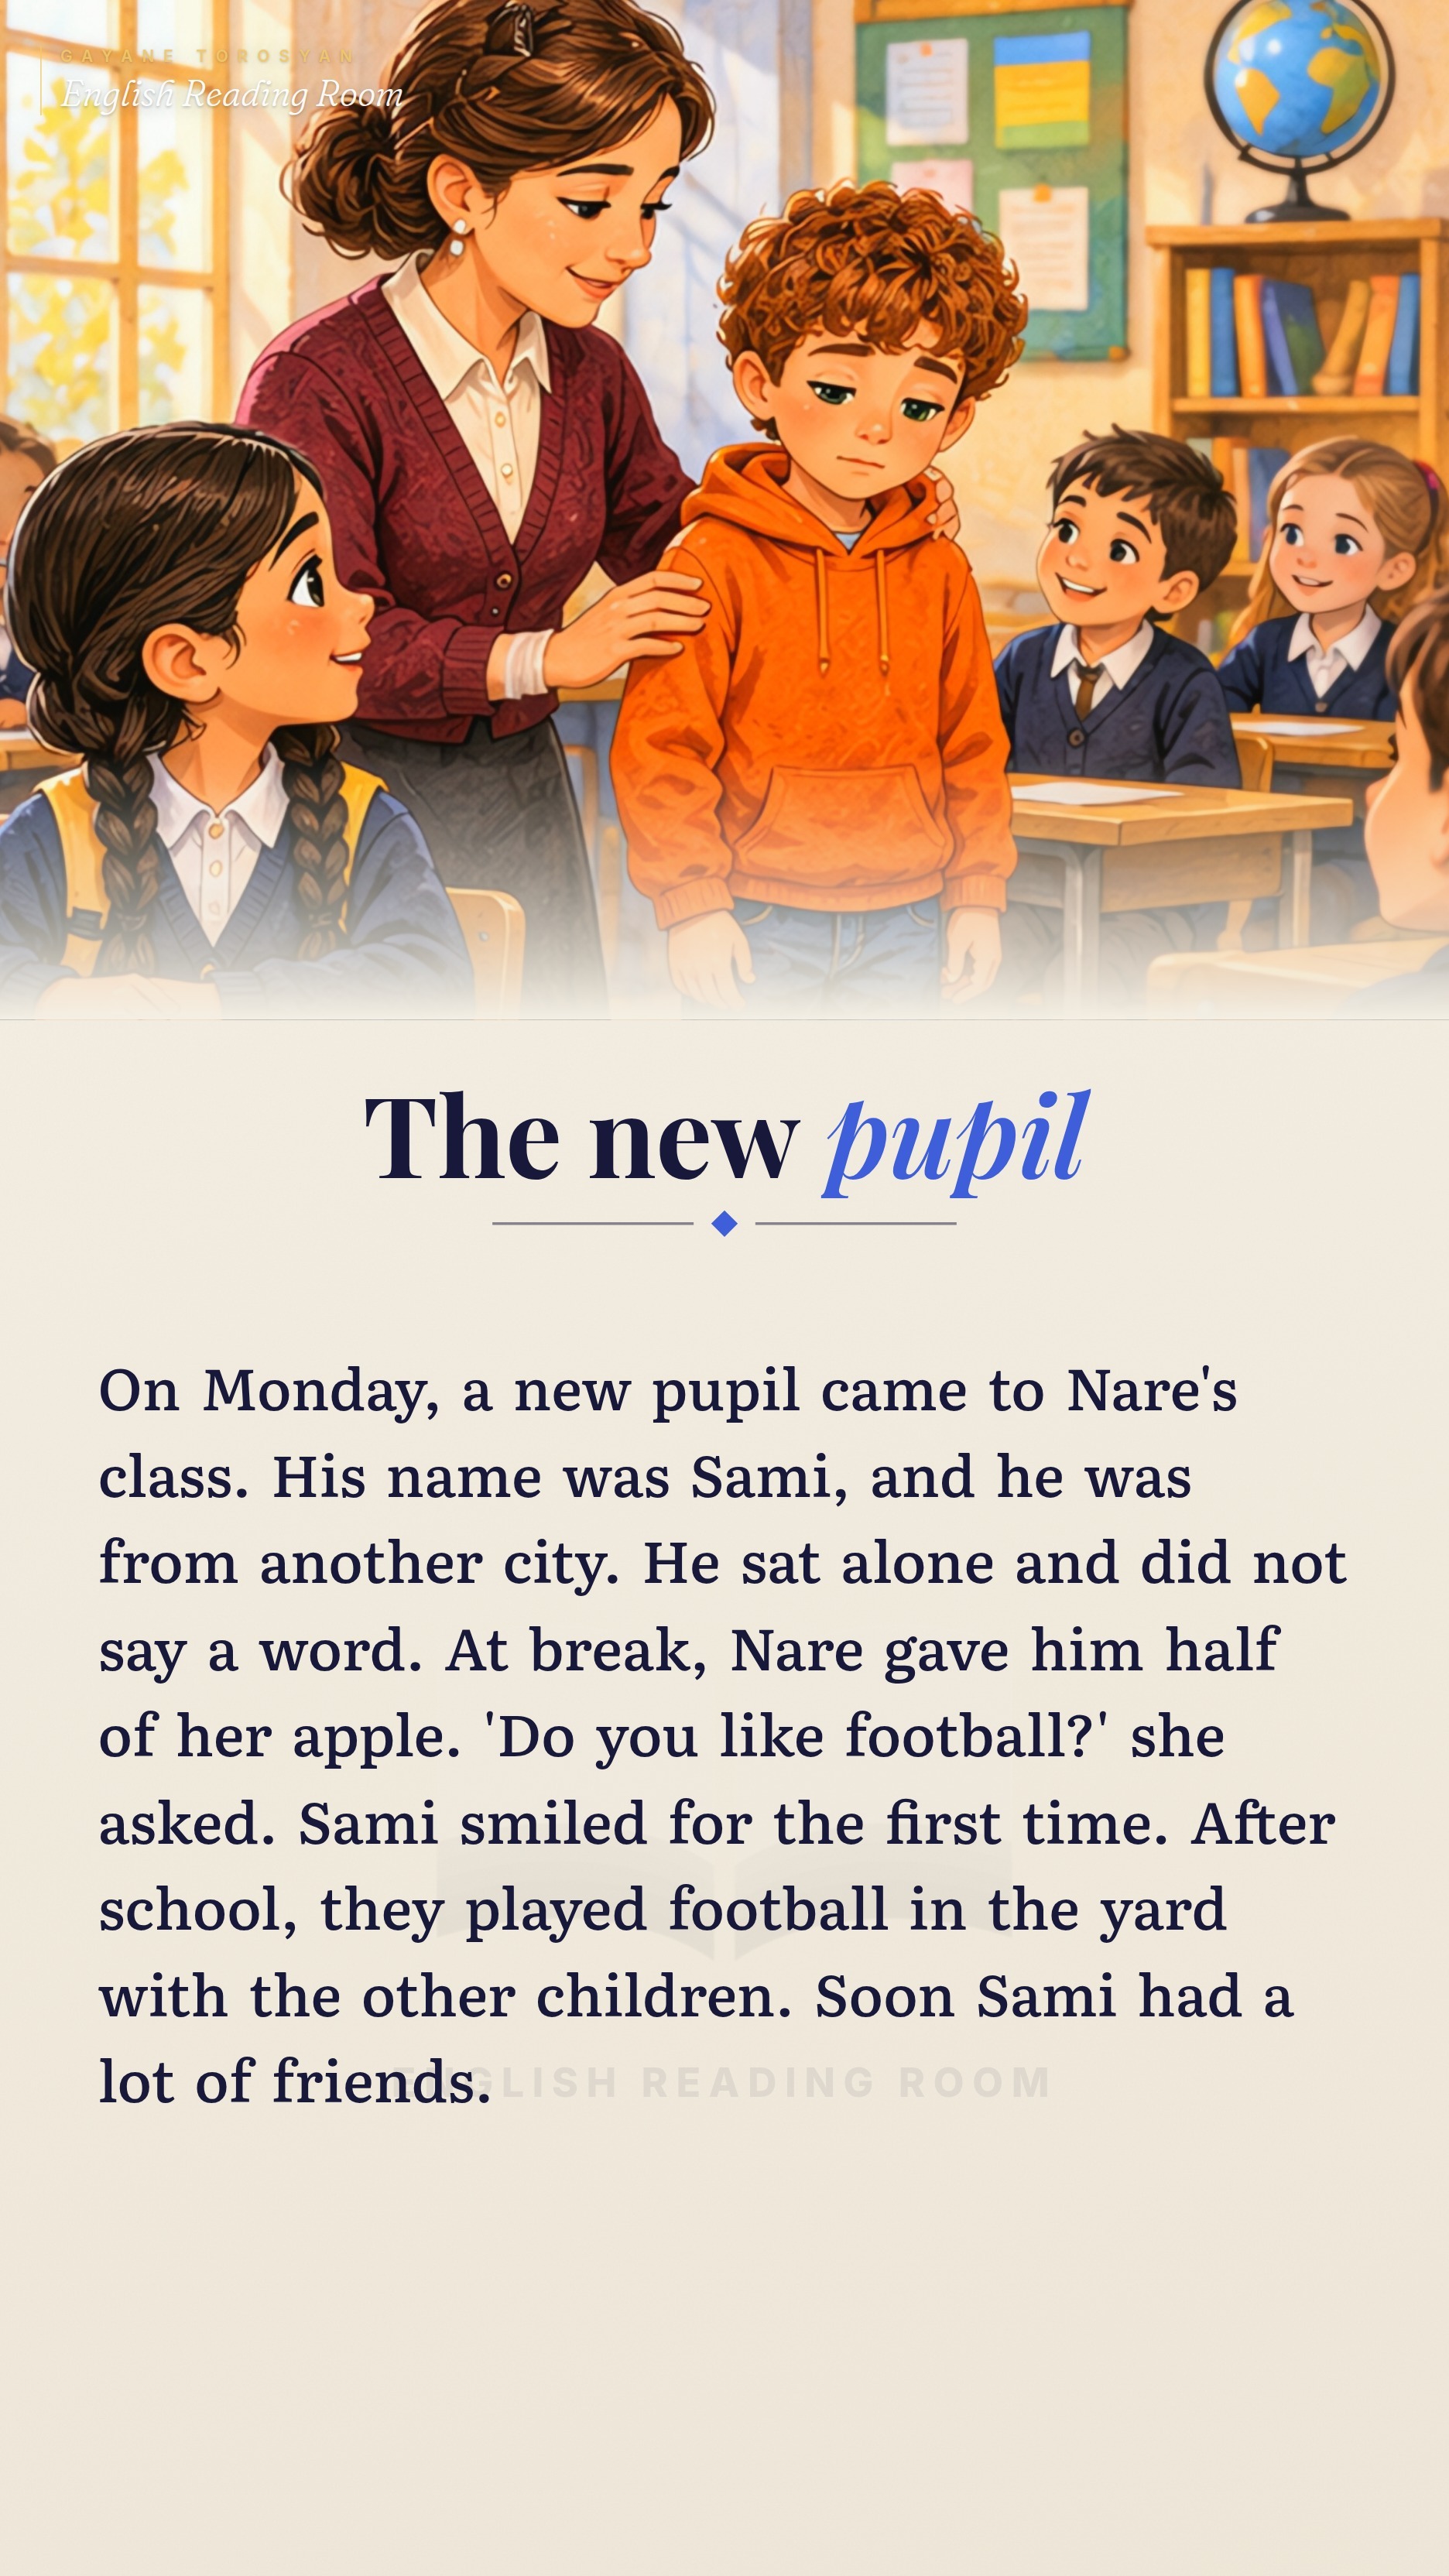 GAYANE TOROSYAN
English Reading Room
The new pupil
On Monday, a new pupil came to Nare's
class. His name was Sami, and he was
from another city. He sat alone and did not
say a word. At break, Nare gave him half
of her apple. 'Do you like football?' she
asked. Sami smiled for the first time. After
school, they played football in the yard
with the other children. Soon Sami had a
lot of friends.
ENGLISH READING ROOM